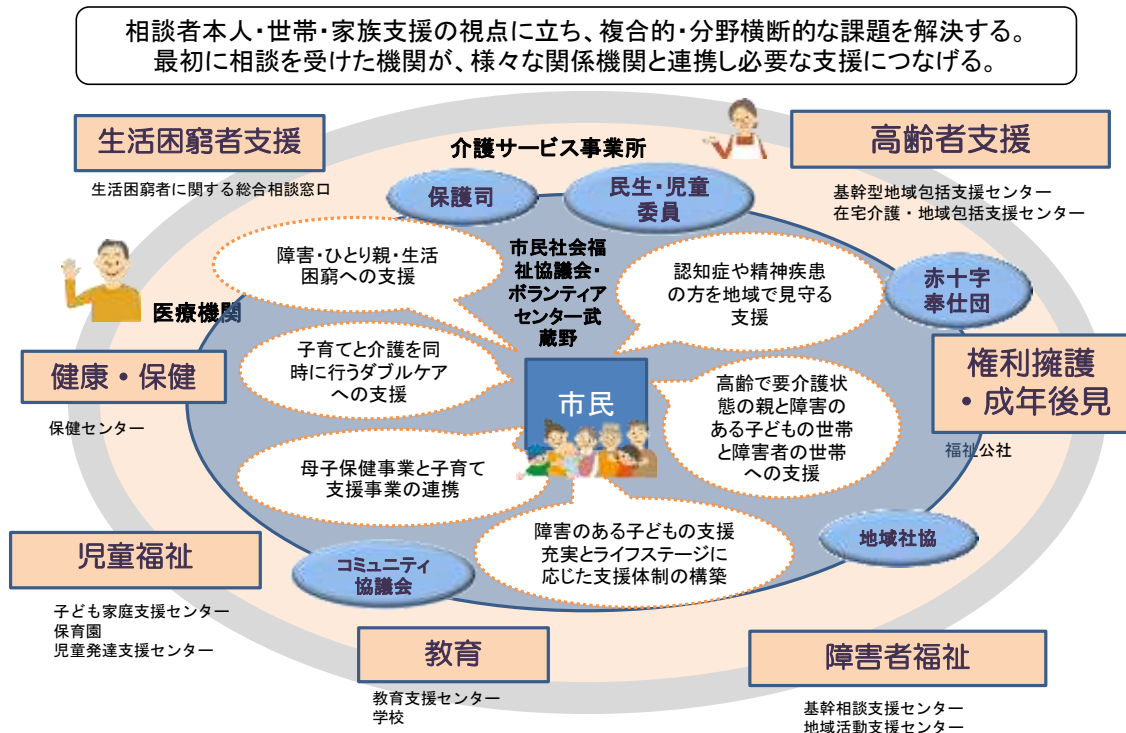 相談者本人・世帯・家族支援の視点に立ち、複合的・分野横断的な課題を解決する。
最初に相談を受けた機関が、様々な関係機関と連携し必要な支援につなげる。
生活困窮者支援
生活困窮者に関する総合相談窓口
介護サービス事業所
高齢者支援
基幹型地域包括支援センター
在宅介護・地域包括支援センター
保護司
民生・児童
委員
障害・ひとり親・生活
困窮への支援
市民社会福
祉協議会・
ボランティア
センター武
蔵野
認知症や精神疾患
の方を地域で見守る
支援
赤十字
奉仕団
医療機関
健康・保健
保健センター
子育てと介護を同
時に行うダブルケア
への支援
市民
高齢で要介護状
態の親と障害の
ある子どもの世帯
と障害者の世帯
への支援
権利擁護
・成年後見
福祉公社
母子保健事業と子育て
支援事業の連携
障害のある子どもの支援
充実とライフステージに
応じた支援体制の構築
地域社協
コミュニティ
協議会
児童福祉
子ども家庭支援センター
保育園
児童発達支援センター
教育
教育支援センター
学校
障害者福祉
基幹相談支援センター
地域活動支援センター